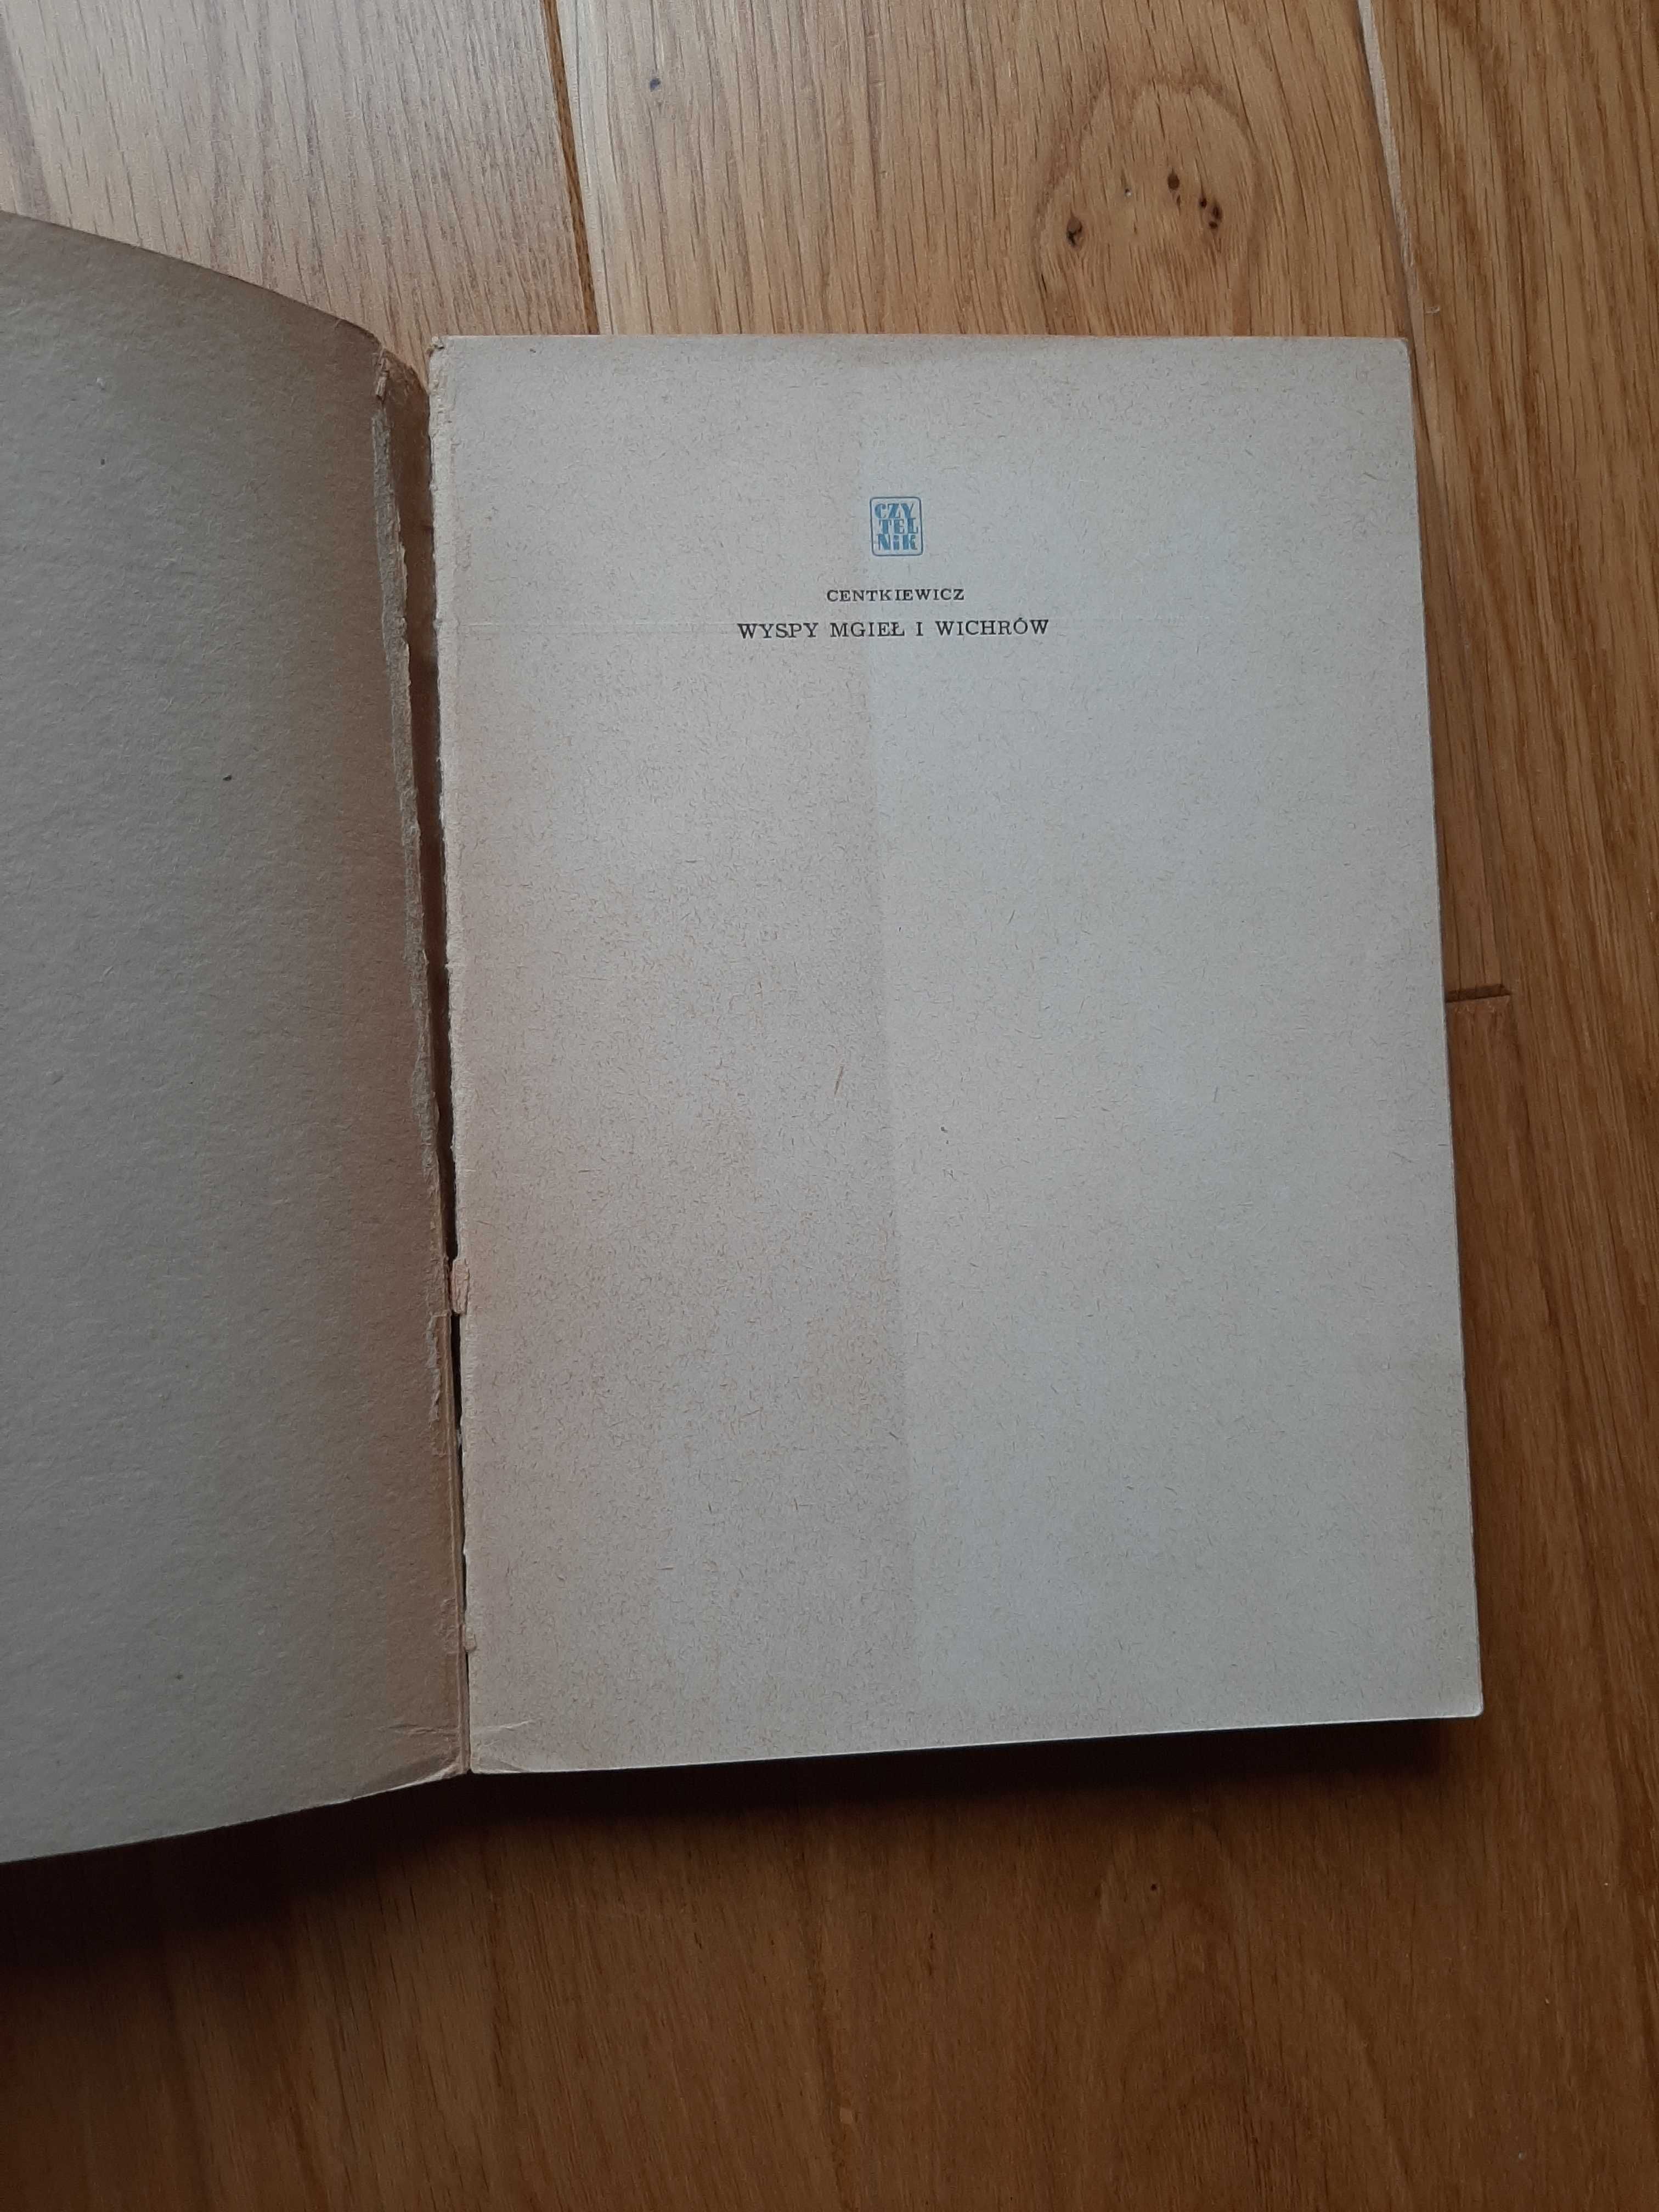 CZY
TEL
NiK
CENTKIEWICZ
WYSPY MGIEŁ I WICHRÓW